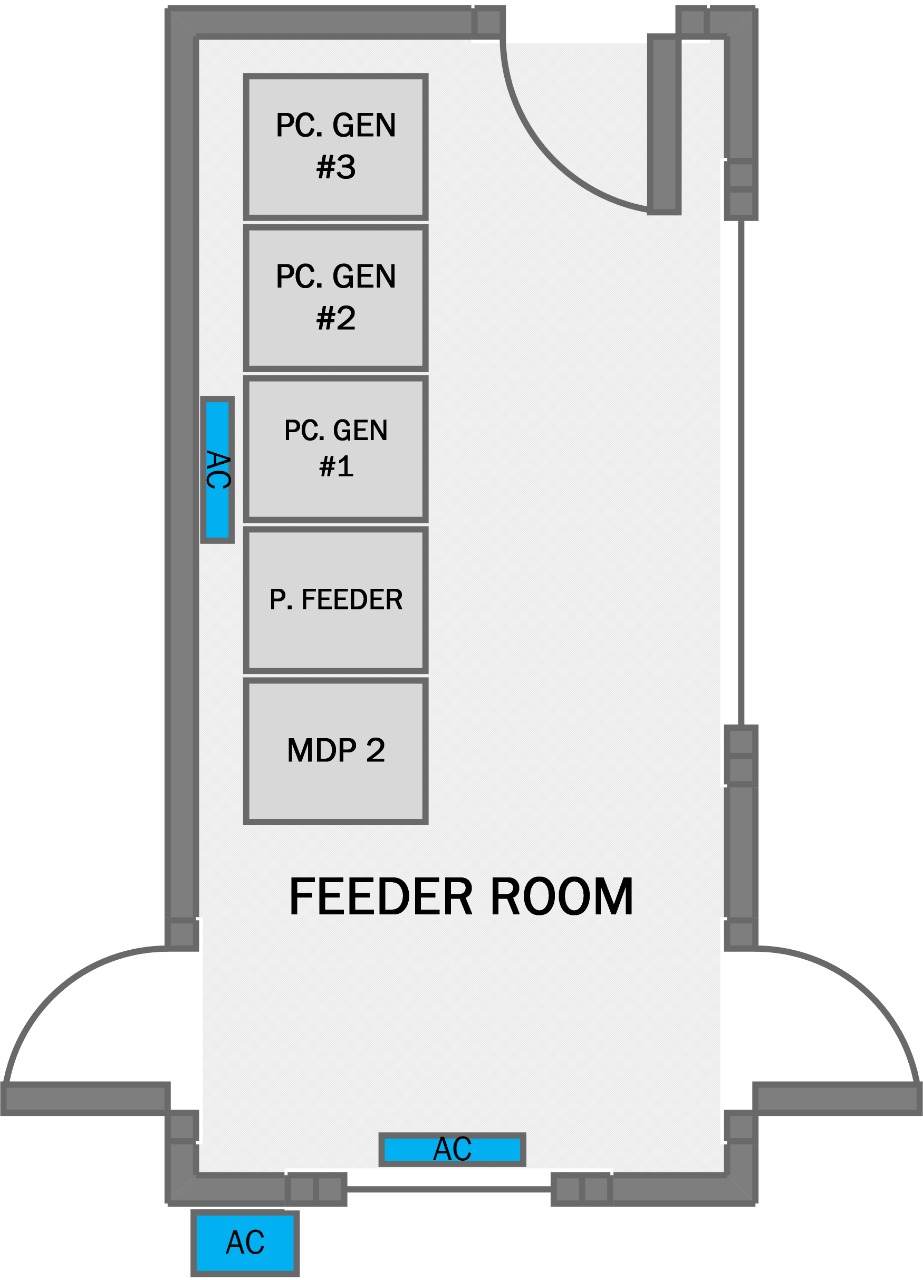 PC. GEN
#3
PC. GEN
#2
PC. GEN
#1
AC
P. FEEDER
MDP 2
FEEDER ROOM
AC
AC